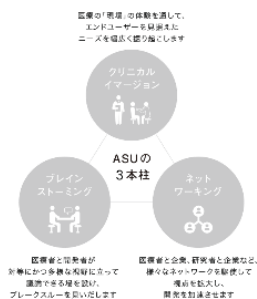 医療の「現場」の体験を通して、
エンドユーザーを見据えた
ニーズを幅広く掘り起こします
クリニカル
イマージョン
ASUの
3本柱
ブレイン
ストーミング
ネット
ワーキング
医療者と開発者が
対等にかつ多様な視野に立って
議論できる場を設け、
ブレークスルーを見いだします
医療者と企業、研究者と企業など、
様々なネットワークを駆使して
視点を拡大し、
開発を加速させます